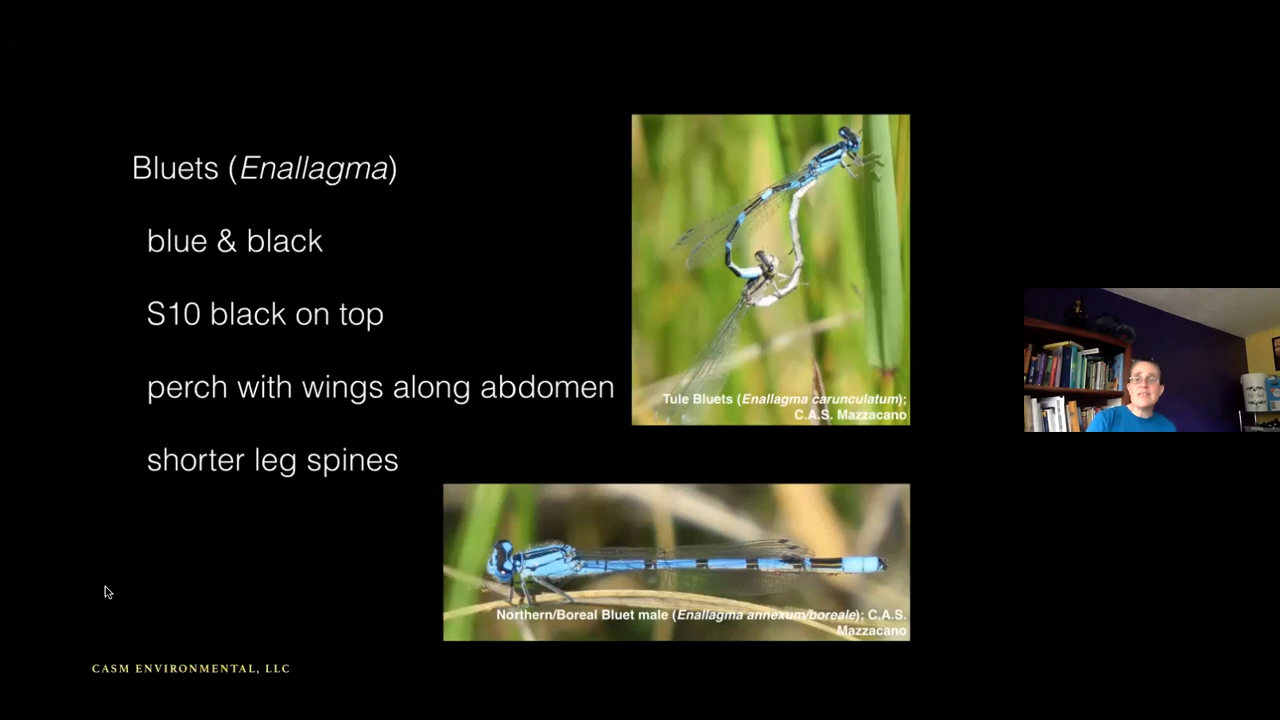 Bluets (Enallagma)
blue & black
S10 black on top
perch with wings along abdomen
shorter leg spines
Tule Bluets (Enallagma carunculatum);
C.A.S. Mazzacano
Northern/Boreal Bluet male (Enallagma annexum/boreale); C.A.S.
Mazzacano
CASM ENVIRONMENTAL, LLC